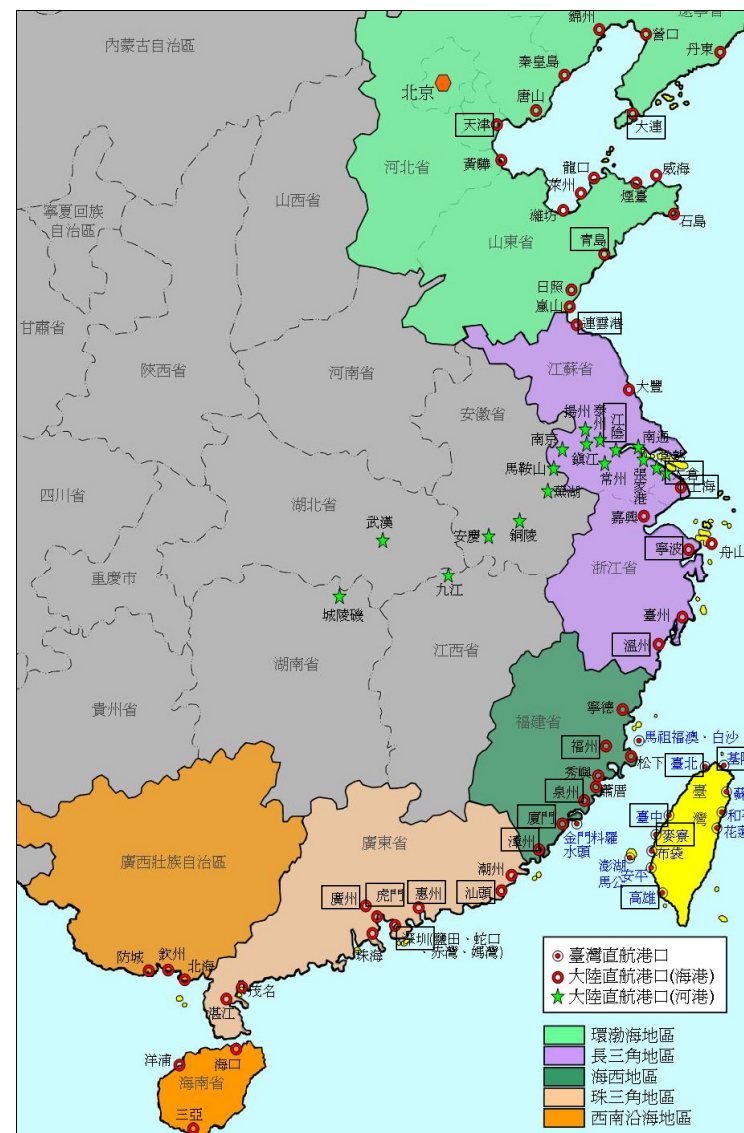 錦州
遼寧省
營口
丹東
內蒙古自治區
秦皇島
北京
唐山
天津
大連
河北省
黃驊
龍口
威海
萊州
煙臺
山西省
寧夏回族
自治區
濰坊
石島
山東省
青島
日照
嵐山
連雲港
甘肅省
陝西省
河南省
江蘇省
大豐
安徽省
揚州
泰州
江陰
南京
南通
鎮江
常熟
馬鞍山
常州
張家港
太倉
上海
四川省
湖北省
蕪湖
武漢
安慶
銅陵
嘉興
寧波
舟山
重慶市
九江
浙江省
城陵磯
臺州
湖南省
江西省
溫州
貴州省
寧德
福建省
馬祖福澳、白沙
福州
松下
臺北
秀嶼
蕭厝
泉州
臺灣
臺中
廈門
金門料羅
水頭
花蓮
麥寮
廣東省
漳州
布袋
廣西壯族自治區
澎湖
馬公
安平
潮州
汕頭
高雄
廣州
虎門
惠州
深圳(鹽田、蛇口
、赤灣、媽灣)
珠海
防城
欽州
北海
茂名
湛江
洋浦
海口
海南省
三亞
臺灣直航港口
大陸直航港口(海港)
大陸直航港口(河港)
環渤海地區
長三角地區
海西地區
珠三角地區
西南沿海地區